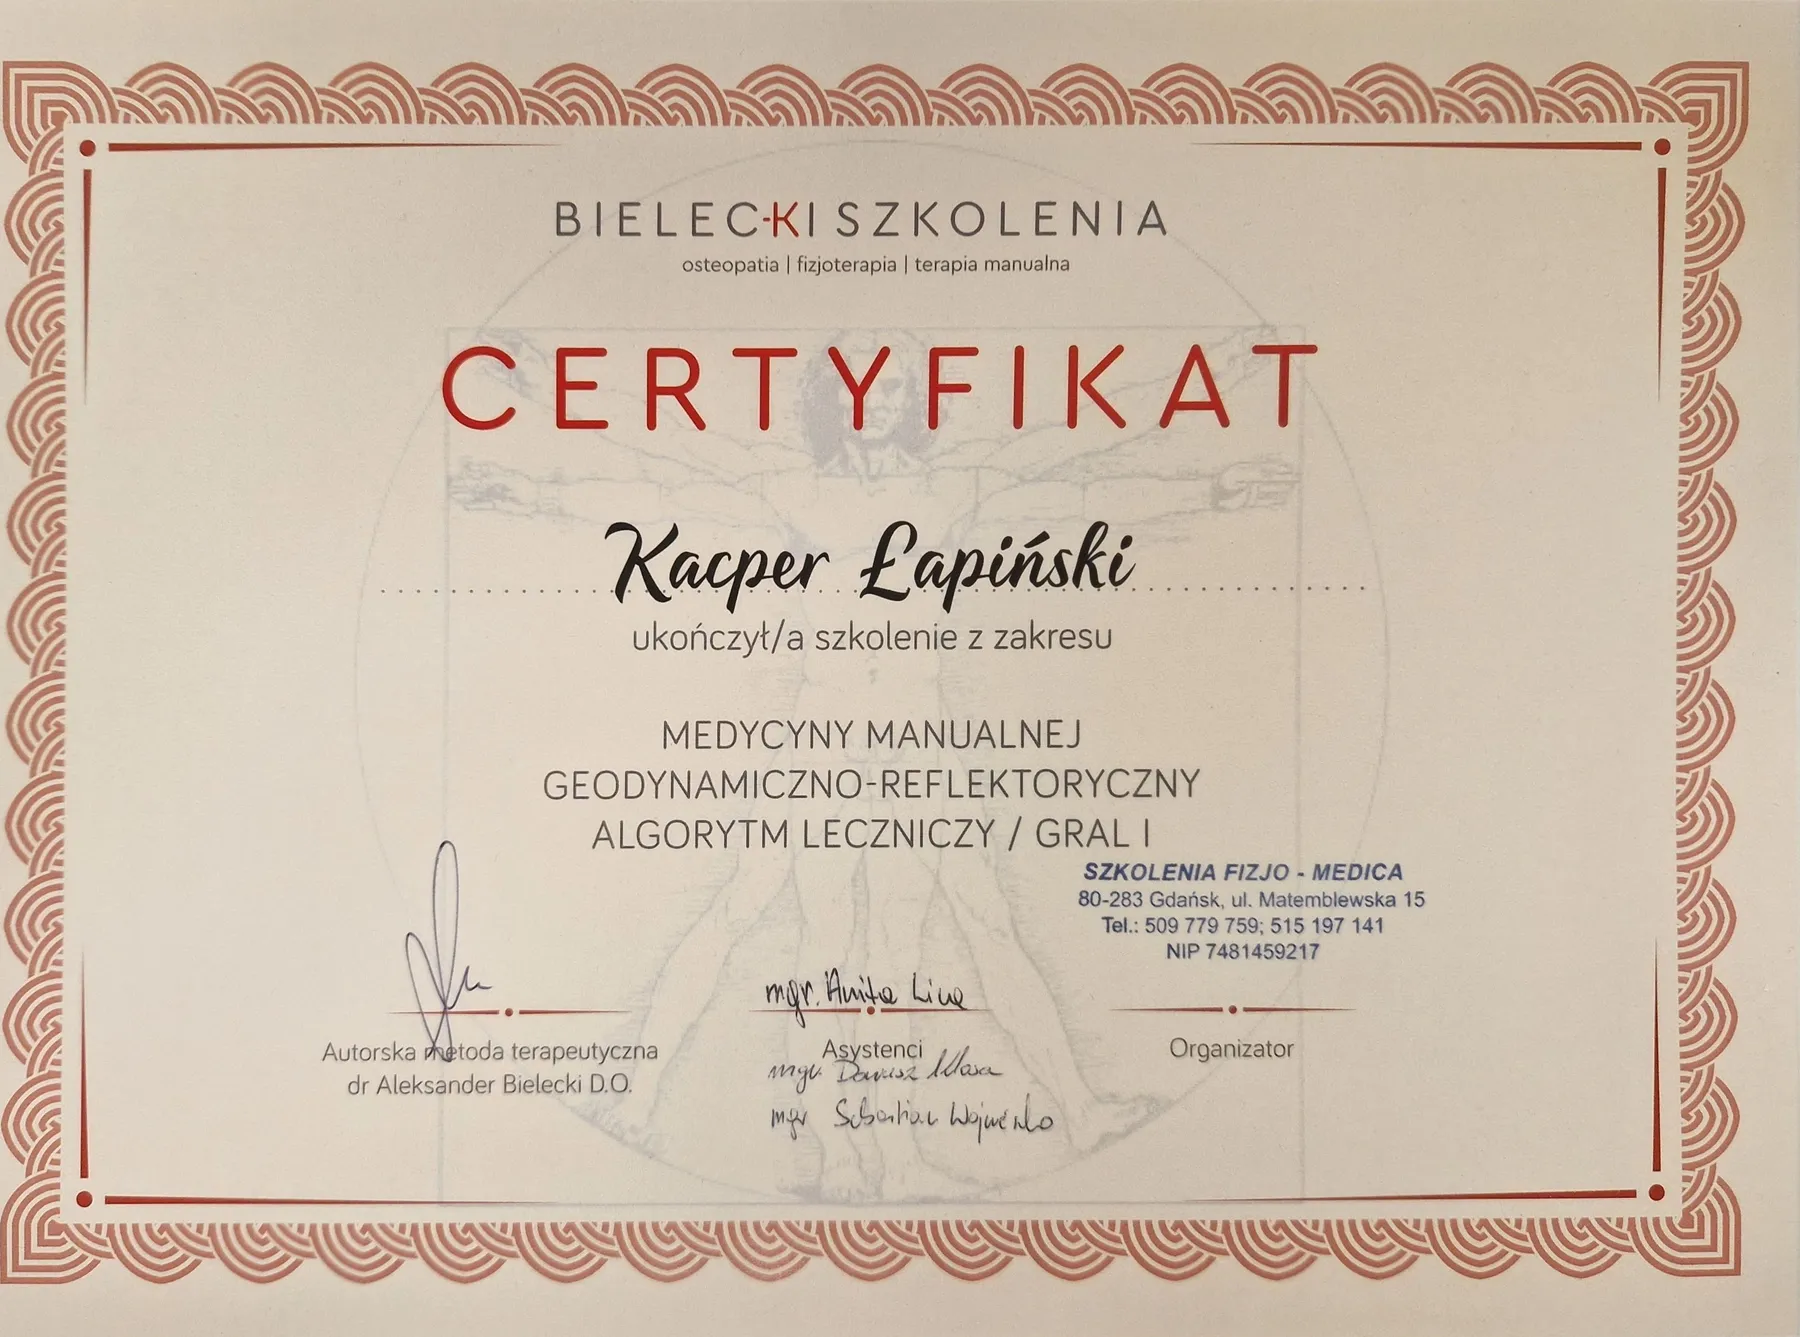 BIELECKI SZKOLENIA
osteopatia | fizjoterapia | terapia manualna
CERTYFIKAT
Kacper Łapiński
ukończył/a szkolenie z zakresu
MEDYCYNY MANUALNEJ
GEODYNAMICZNO-REFLEKTORYCZNY
ALGORYTM LECZNICZY / GRAL I
SZKOLENIA FIZJO - MEDICA
80-283 Gdańsk, ul. Matemblewska 15
Tel.: 509 779 759; 515 197 141
NIP 7481459217
mgr. Anita
Autorska metoda terapeutyczna
dr Aleksander Bielecki D.O.
Asystenci
mgr Dariusz
mgr Sebastian
Organizator